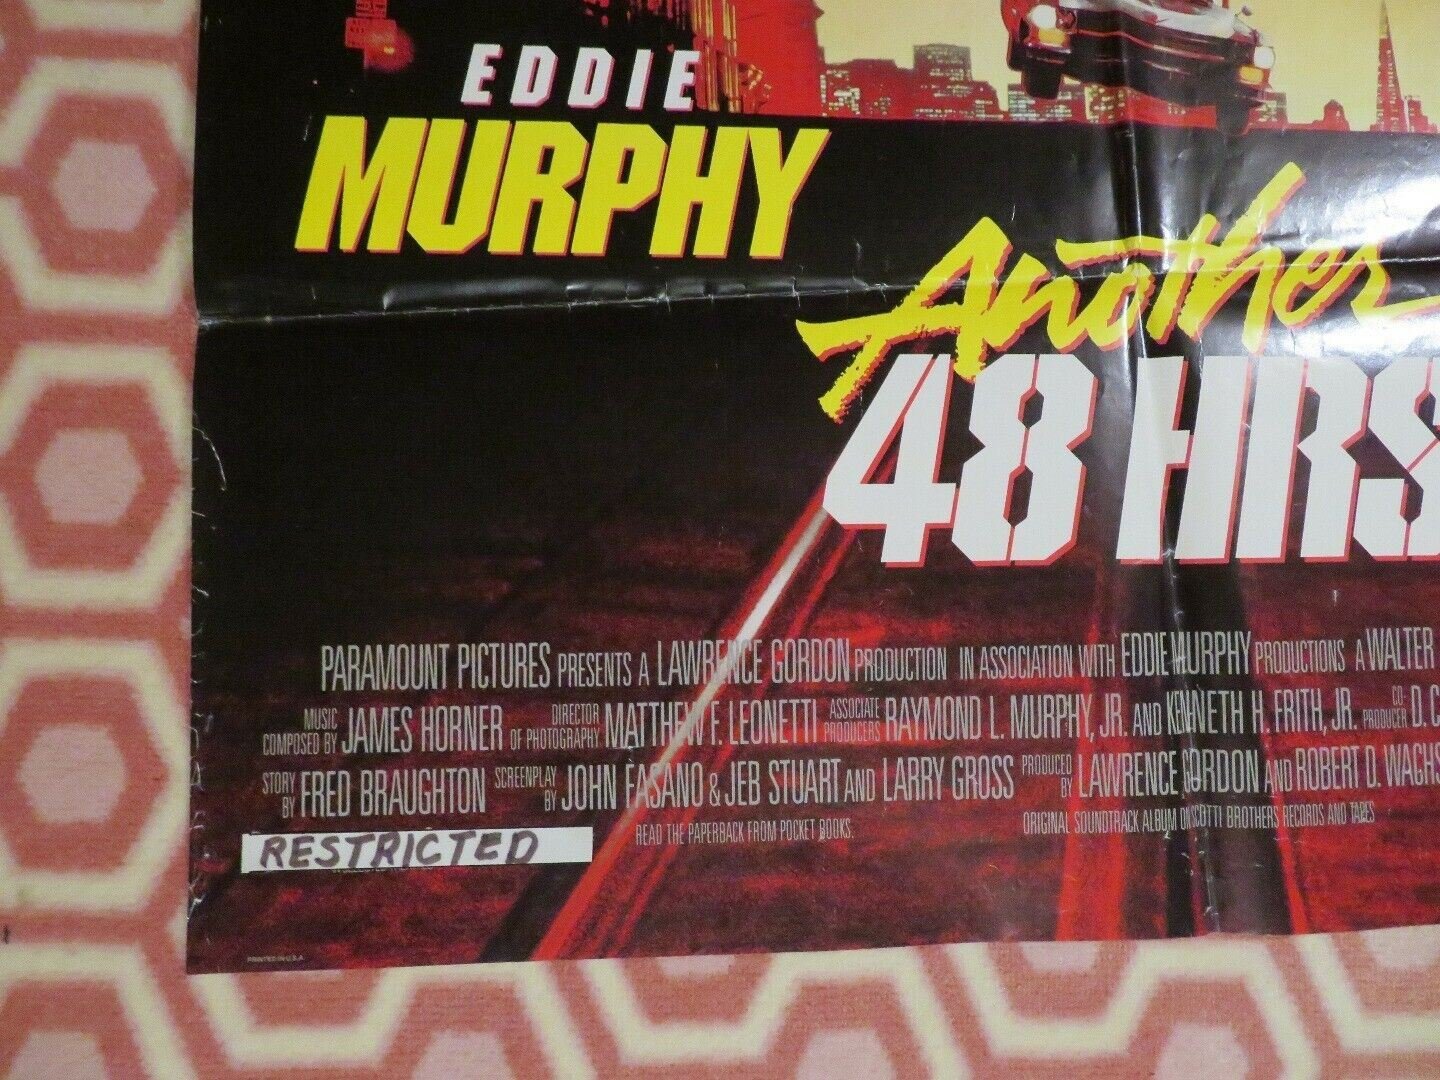 EDDIE
MURPHY
Another
48 HRS
PARAMOUNT PICTURES PRESENTS A LAWRENCE GORDON PRODUCTION IN ASSOCIATION WITH EDDIE MURPHY PRODUCTIONS A WALTER
MUSIC COMPOSED BY JAMES HORNER DIRECTOR OF PHOTOGRAPHY MATTHEW F. LEONETTI ASSOCIATE PRODUCERS RAYMOND L. MURPHY, JR. AND KENNETH H. FRITH, JR. CO-PRODUCER D.C
STORY BY FRED BRAUGHTON SCREENPLAY BY JOHN FASANO & JEB STUART AND LARRY GROSS PRODUCED BY LAWRENCE GORDON AND ROBERT D. WACHS
READ THE PAPERBACK FROM POCKET BOOKS. ORIGINAL SOUNDTRACK ALBUM ON SCOTTI BROTHERS RECORDS AND TAPES
RESTRICTED
PRINTED IN U.S.A.